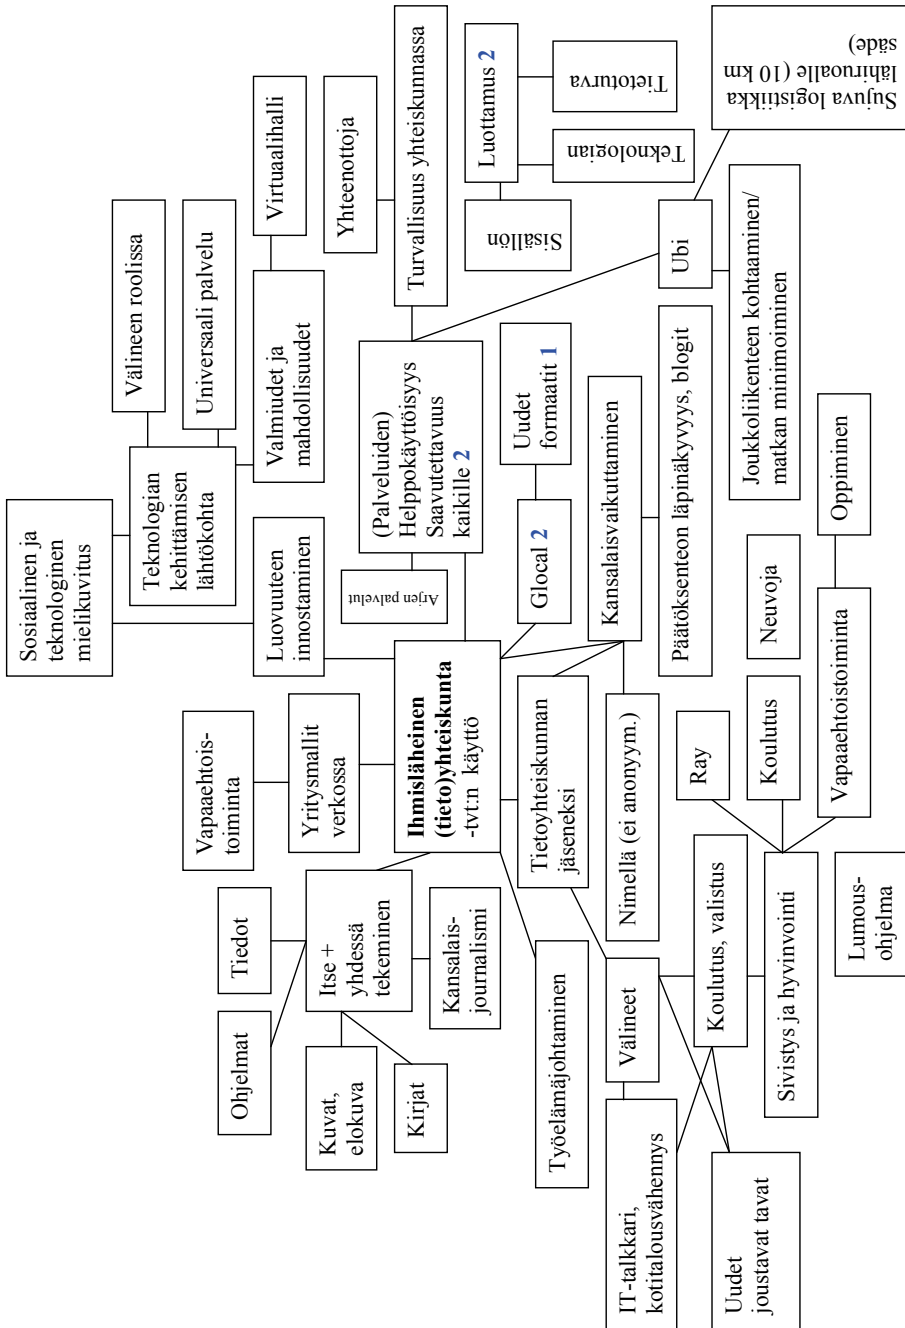 Sosiaalinen ja
teknologinen
mielikuvitus
Välineen roolissa
Universaali palvelu
Teknologian
kehittämisen
lähtökohta
Virtuaalihalli
Valmiudet ja
mahdollisuudet
Luovuuteen
innostaminen
Yhteenottoja
Turvallisuus yhteiskunnassa
(Palveluiden)
Helppokäyttöisyys
Saavutettavuus
kaikille 2
Arjen palvelut
Luottamus 2
Tietoturva
Teknologian
Sisällön
Sujuva logistiikka
lähiruoalle (10 km
säde)
Ubi
Joukkoliikenteen kohtaaminen/
matkan minimoiminen
Uudet
formaatit 1
Glocal 2
Kansalaisvaikuttaminen
Päätöksenteon läpinäkyvyys, blogit
Vapaaehtois-
toiminta
Yritysmallit
verkossa
Ihmisläheinen
(tieto)yhteiskunta
-tvt:n käyttö
Tiedot
Ohjelmat
Itse +
yhdessä
tekeminen
Kuvat,
elokuva
Kirjat
Kansalais-
journalismi
Tietoyhteiskunnan
jäseneksi
Nimellä (ei anonyym.)
Työelämäjohtaminen
Välineet
IT-talkkari,
kotitalousvähennys
Koulutus, valistus
Uudet
joustavat tavat
Sivistys ja hyvinvointi
Ray
Koulutus
Neuvoja
Vapaaehtoistoiminta
Oppiminen
Lumous-
ohjelma